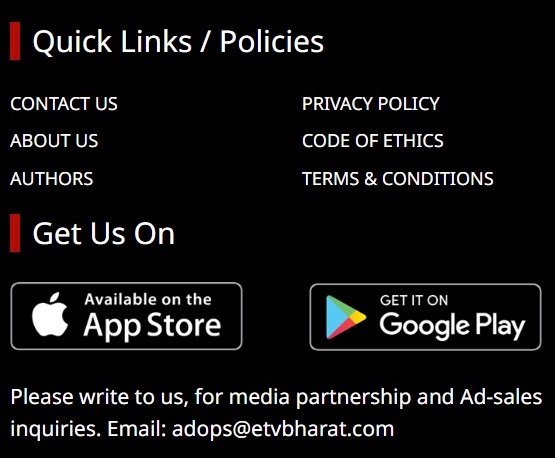 Quick Links / Policies
CONTACT US
PRIVACY POLICY
ABOUT US
CODE OF ETHICS
AUTHORS
TERMS & CONDITIONS
Get Us On
Available on the
App Store
GET IT ON
Google Play
Please write to us, for media partnership and Ad-sales
inquiries. Email: adops@etvbharat.com